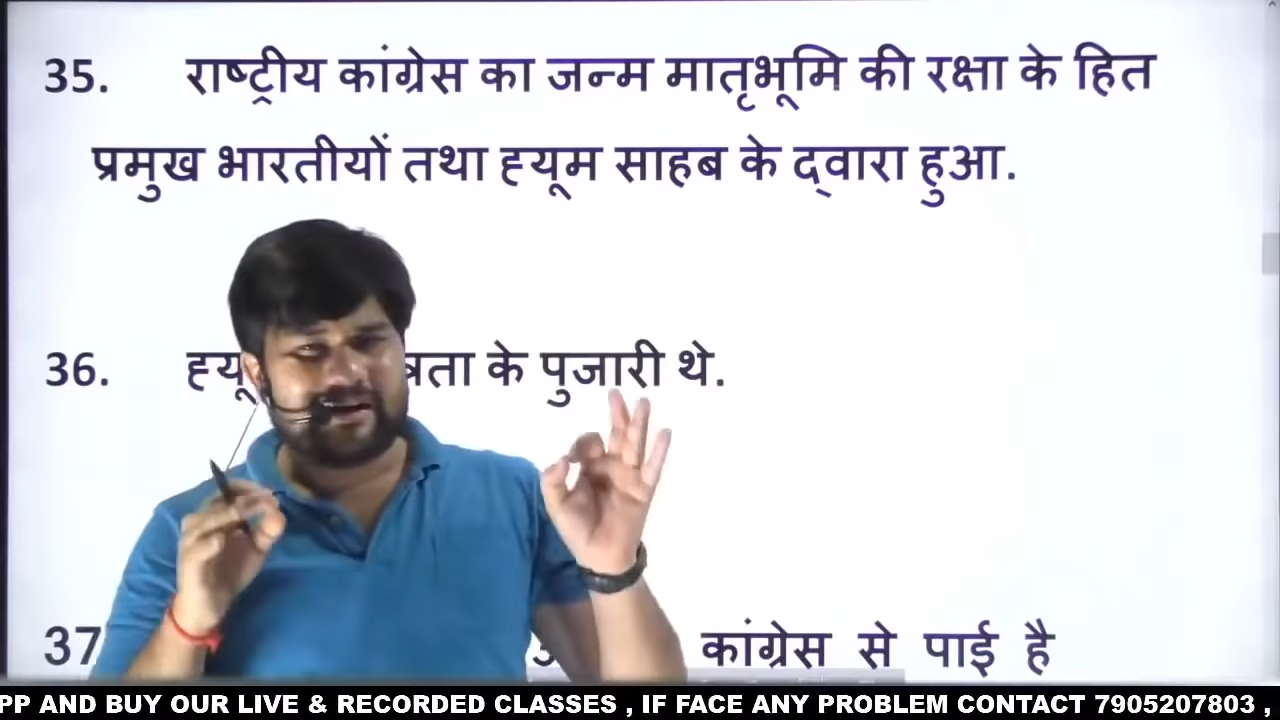 35. राष्ट्रीय कांग्रेस का जन्म मातृभूमि की रक्षा के हित
प्रमुख भारतीयों तथा ह्यूम साहब के द्वारा हुआ.
36. के पुजारी थे.
37 कांग्रेस से पाई है
PP AND BUY OUR LIVE & RECORDED CLASSES , IF FACE ANY PROBLEM CONTACT 7905207803 ,